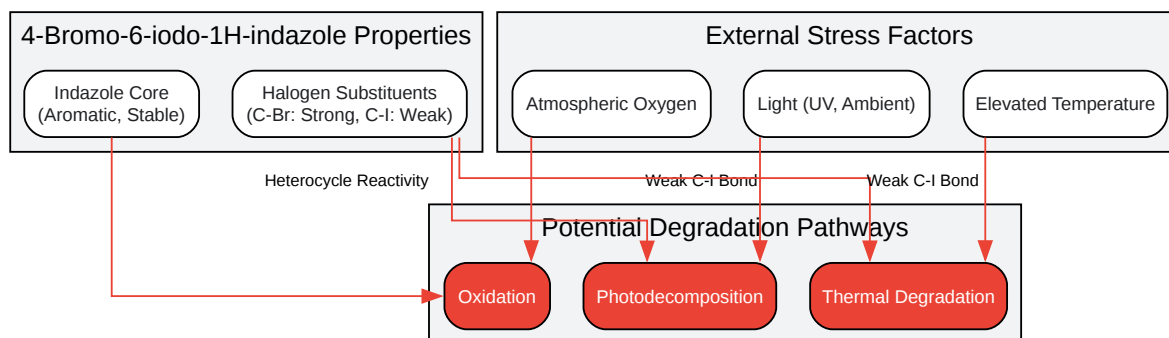 4-Bromo-6-iodo-1H-indazole Properties
Indazole Core
(Aromatic, Stable)
Halogen Substituents
(C-Br: Strong, C-I: Weak)
External Stress Factors
Atmospheric Oxygen
Light (UV, Ambient)
Elevated Temperature
Heterocycle Reactivity
Weak C-I Bond
Weak C-I Bond
Potential Degradation Pathways
Oxidation
Photodecomposition
Thermal Degradation